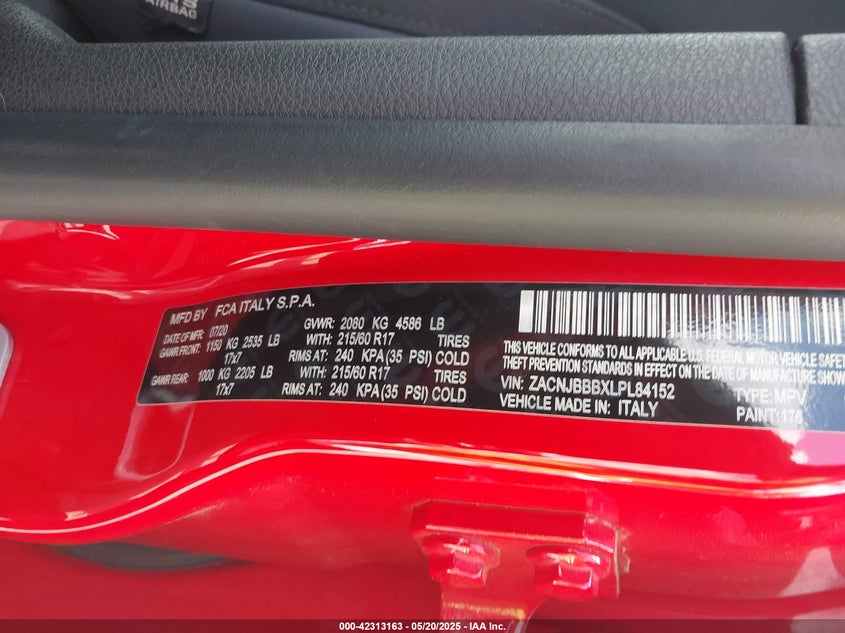 AIRBAG
MFD BY FCA ITALY S.P.A.
DATE OF MFR: 07/20 GVWR: 2080 KG 4586 LB
GAWR FRONT: 1150 KG 2535 LB WITH: 215/60 R17 TIRES
17x7 RIMS AT: 240 KPA(35 PSI) COLD
GAWR REAR: 1000 KG 2205 LB WITH: 215/60 R17 TIRES
17x7 RIMS AT: 240 KPA(35 PSI) COLD
THIS VEHICLE CONFORMS TO ALL APPLICABLE U.S.A. FEDERAL MOTOR VEHICLE SAFETY
THEFT PREVENTION STANDARDS IN EFFECT ON THE DATE OF MANUFACTURE SHOW
VIN: ZACNJBBBXLPL84152 TYPE: MPV
VEHICLE MADE IN: ITALY PAINT: 176
000-42313163 - 05/20/2025 - IAA Inc.